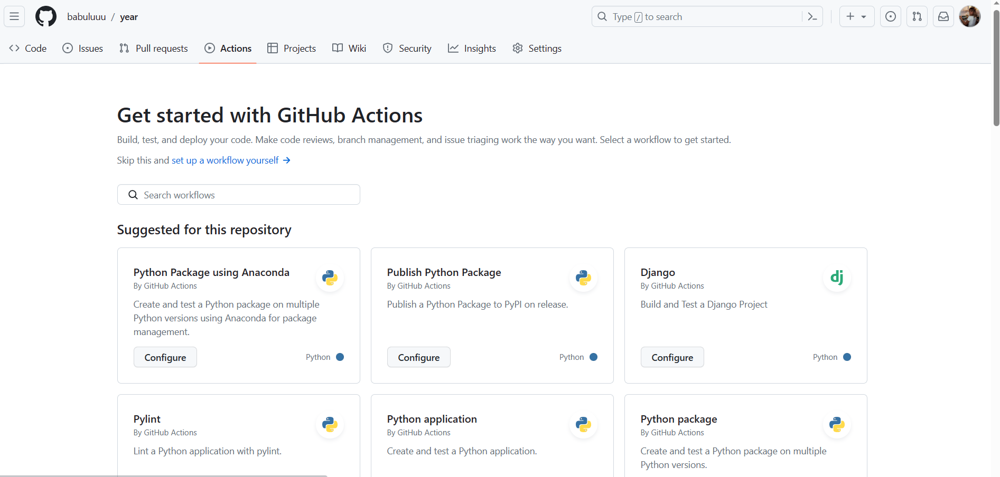 babuluuu / year
Type / to search
Code Issues Pull requests Actions Projects Wiki Security Insights Settings
Get started with GitHub Actions
Build, test, and deploy your code. Make code reviews, branch management, and issue triaging work the way you want. Select a workflow to get started.
Skip this and set up a workflow yourself →
Search workflows
Suggested for this repository
Python Package using Anaconda
By GitHub Actions
Create and test a Python package on multiple
Python versions using Anaconda for package
management.
Configure
Python
Publish Python Package
By GitHub Actions
Publish a Python Package to PyPI on release.
Configure
Python
Django
dj
By GitHub Actions
Build and Test a Django Project
Configure
Python
Pylint
By GitHub Actions
Lint a Python application with pylint.
Python application
By GitHub Actions
Create and test a Python application.
Python package
By GitHub Actions
Create and test a Python package on multiple
Python versions.